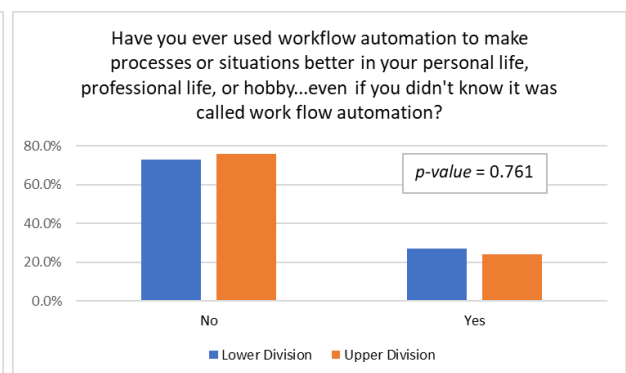 Have you ever used workflow automation to make
processes or situations better in your personal life,
professional life, or hobby...even if you didn't know it was
called work flow automation?
80.0%
p-value = 0.761
60.0%
40.0%
20.0%
0.0%
No Yes
Lower Division Upper Division